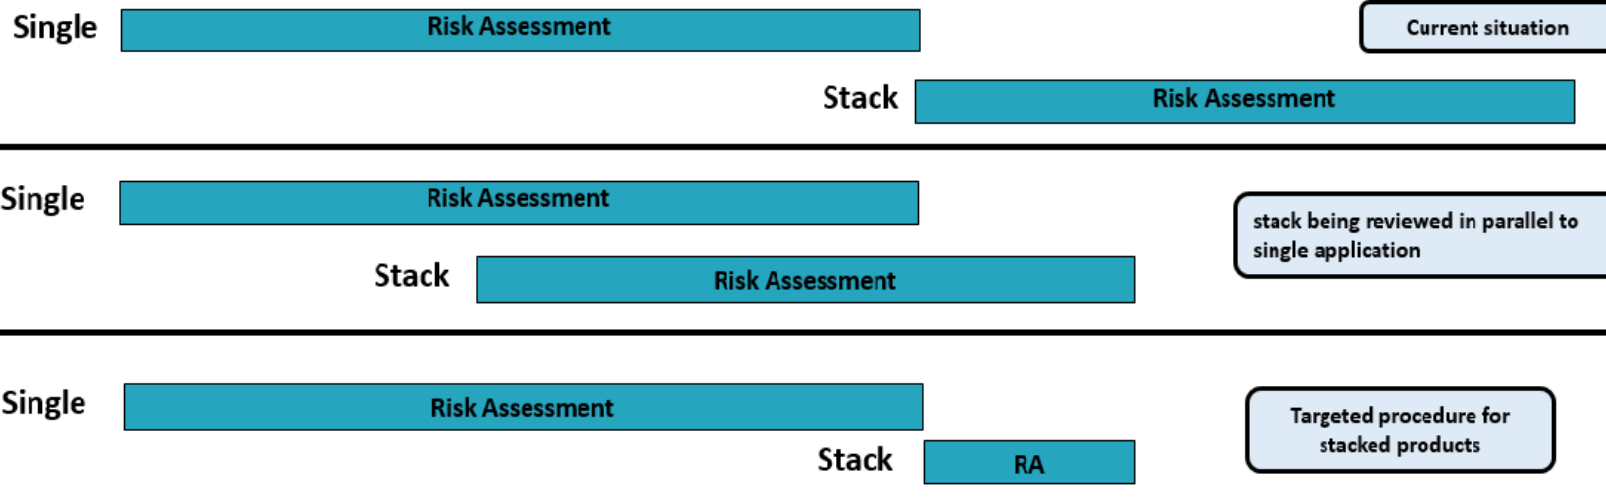 Single
Risk Assessment
Current situation
Stack
Risk Assessment
Single
Risk Assessment
stack being reviewed in parallel to
single application
Stack
Risk Assessment
Single
Risk Assessment
Targeted procedure for
stacked products
Stack
RA